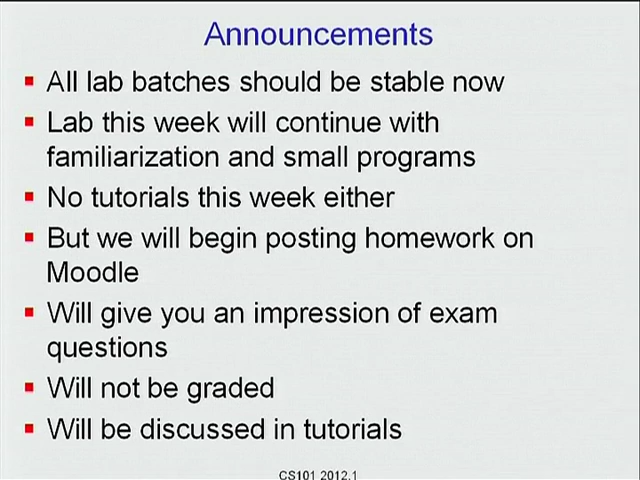 Announcements
All lab batches should be stable now
Lab this week will continue with
familiarization and small programs
No tutorials this week either
But we will begin posting homework on
Moodle
Will give you an impression of exam
questions
Will not be graded
Will be discussed in tutorials
CS101 2012.1